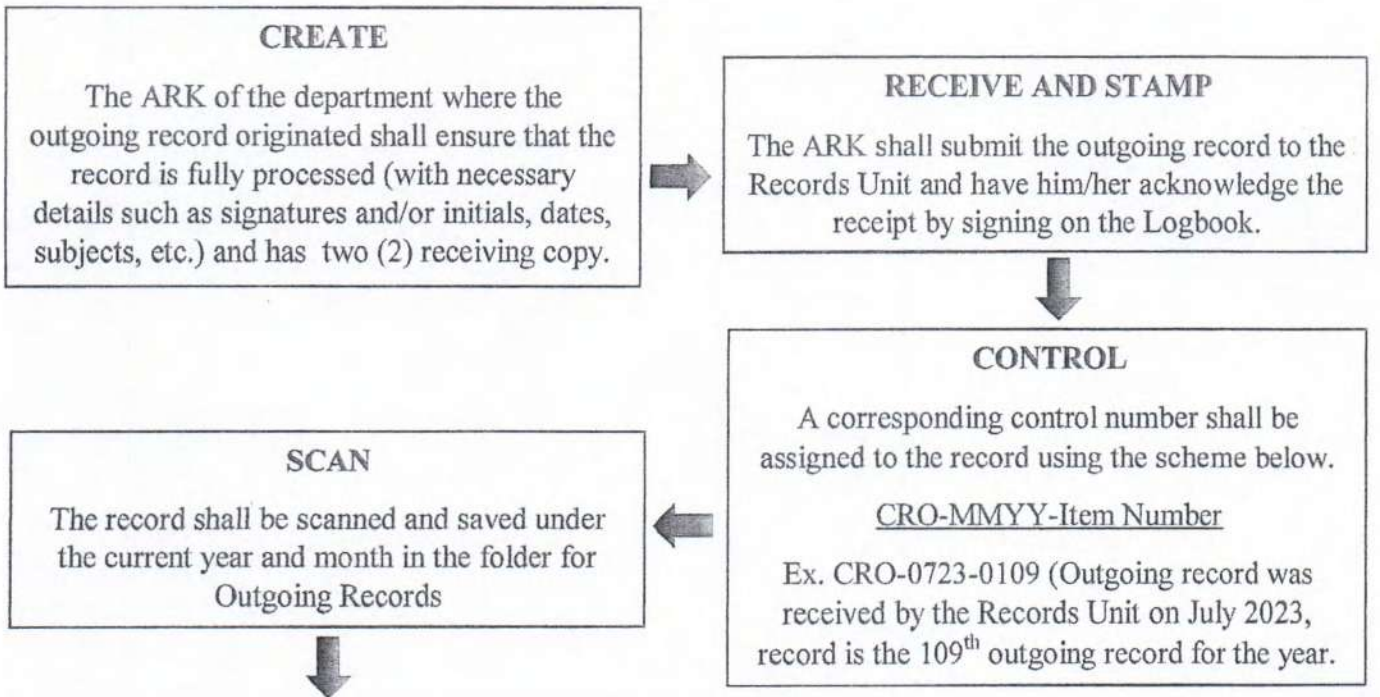 CREATE
The ARK of the department where the
outgoing record originated shall ensure that the
record is fully processed (with necessary
details such as signatures and/or initials, dates,
subjects, etc.) and has two (2) receiving copy.
RECEIVE AND STAMP
The ARK shall submit the outgoing record to the
Records Unit and have him/her acknowledge the
receipt by signing on the Logbook.
CONTROL
A corresponding control number shall be
assigned to the record using the scheme below.
CRO-MMYY-Item Number
Ex. CRO-0723-0109 (Outgoing record was
received by the Records Unit on July 2023,
record is the 109th outgoing record for the year.
SCAN
The record shall be scanned and saved under
the current year and month in the folder for
Outgoing Records